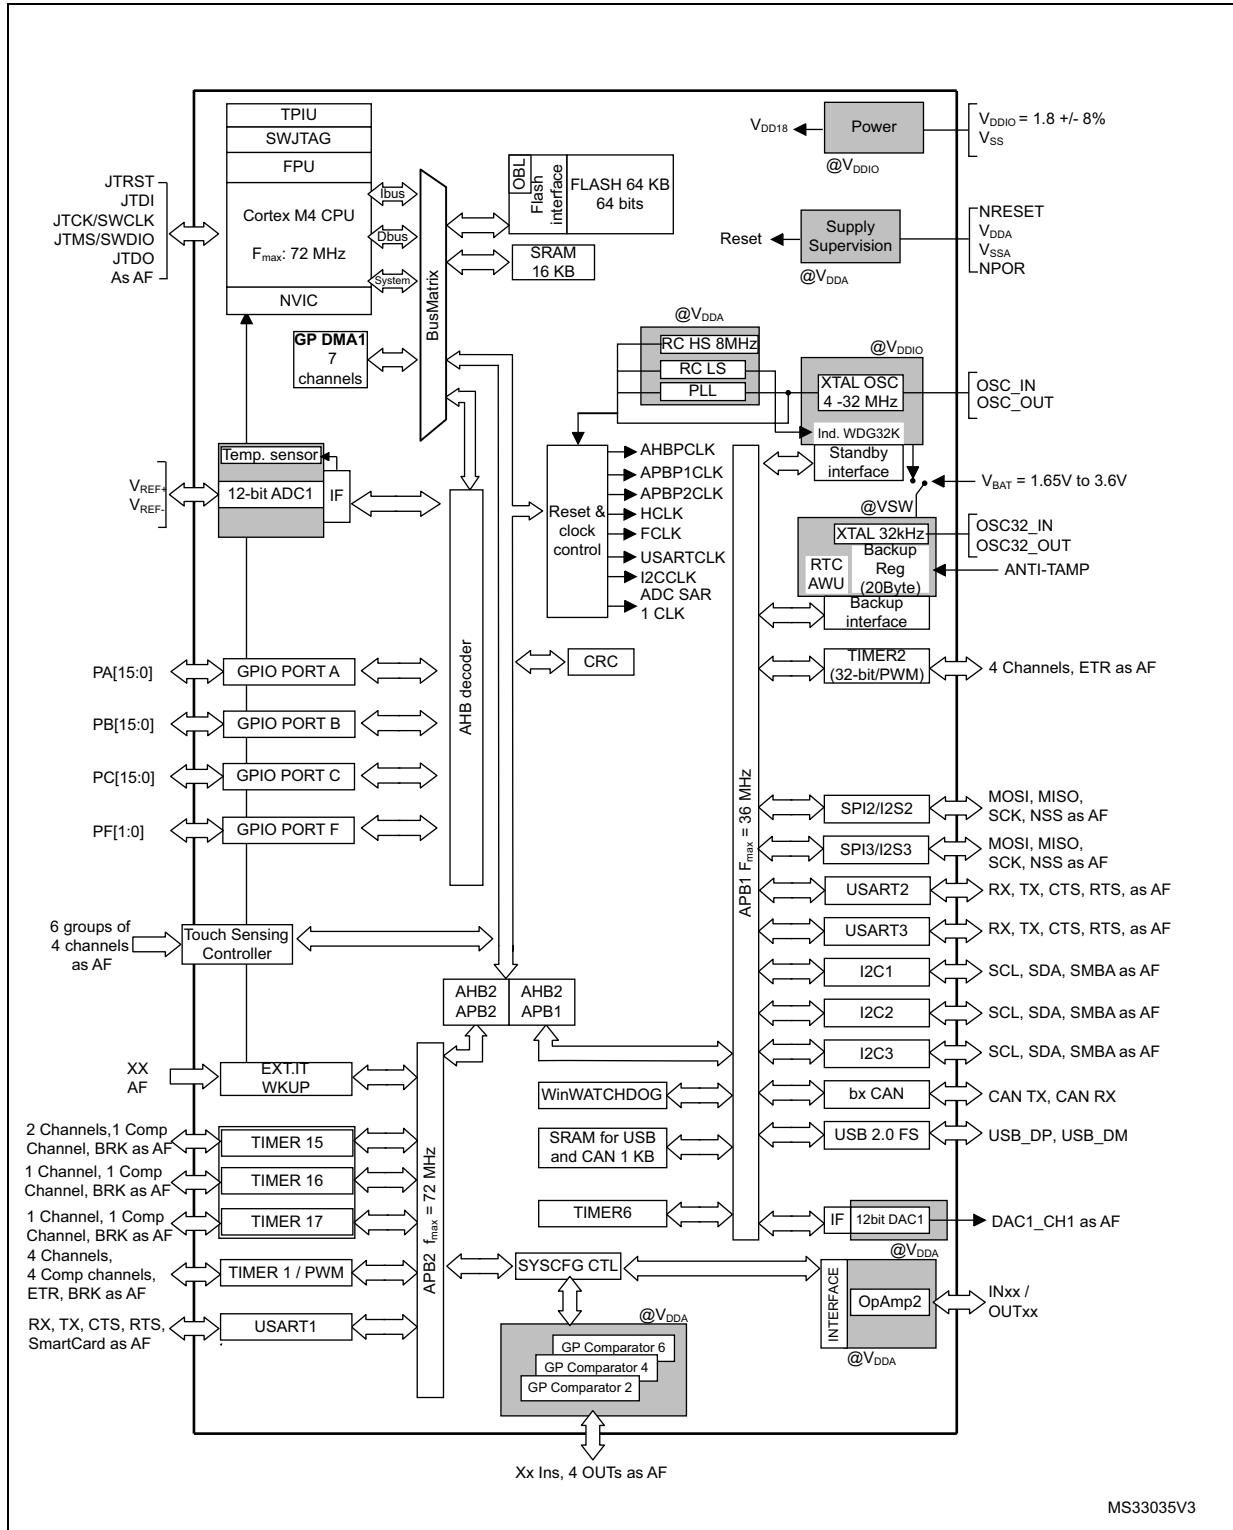 TPIU
SWJTAG
FPU
Cortex M4 CPU
Fmax: 72 MHz
NVIC
JTRST
JTDI
JTCK/SWCLK
JTMS/SWDIO
JTDO
As AF
Ibus
Dbus
System
BusMatrix
OBL
Flash
interface
FLASH 64 KB
64 bits
SRAM
16 KB
GP DMA1
7
channels
VDD18
Power
VDDIO = 1.8 +/- 8%
VSS
@VDDIO
Reset
Supply
Supervision
NRESET
VDDA
VSSA
NPOR
@VDDA
@VDDA
RC HS 8MHz
RC LS
PLL
@VDDIO
XTAL OSC
4 -32 MHz
OSC_IN
OSC_OUT
Ind. WDG32K
Standby
interface
VBAT = 1.65V to 3.6V
@VSW
XTAL 32kHz
OSC32_IN
OSC32_OUT
RTC
AWU
Backup
Reg
(20Byte)
ANTI-TAMP
Backup
interface
Reset &
clock
control
AHBPCLK
APBP1CLK
APBP2CLK
HCLK
FCLK
USARTCLK
I2CCLK
ADC SAR
1 CLK
Temp. sensor
VREF+
VREF-
12-bit ADC1
IF
AHB decoder
CRC
PA[15:0]
GPIO PORT A
PB[15:0]
GPIO PORT B
PC[15:0]
GPIO PORT C
PF[1:0]
GPIO PORT F
6 groups of
4 channels
as AF
Touch Sensing
Controller
AHB2
APB2
AHB2
APB1
APB1 Fmax = 36 MHz
TIMER2
(32-bit/PWM)
4 Channels, ETR as AF
SPI2/I2S2
MOSI, MISO,
SCK, NSS as AF
SPI3/I2S3
MOSI, MISO,
SCK, NSS as AF
USART2
RX, TX, CTS, RTS, as AF
USART3
RX, TX, CTS, RTS, as AF
I2C1
SCL, SDA, SMBA as AF
I2C2
SCL, SDA, SMBA as AF
I2C3
SCL, SDA, SMBA as AF
bx CAN
CAN TX, CAN RX
USB 2.0 FS
USB_DP, USB_DM
IF
12bit DAC1
DAC1_CH1 as AF
@VDDA
WinWATCHDOG
SRAM for USB
and CAN 1 KB
TIMER6
XX
AF
EXT.IT
WKUP
2 Channels,1 Comp
Channel, BRK as AF
TIMER 15
1 Channel, 1 Comp
Channel, BRK as AF
TIMER 16
1 Channel, 1 Comp
Channel, BRK as AF
TIMER 17
4 Channels,
4 Comp channels,
ETR, BRK as AF
TIMER 1 / PWM
RX, TX, CTS, RTS,
SmartCard as AF
USART1
APB2 fmax = 72 MHz
SYSCFG CTL
@VDDA
GP Comparator 6
GP Comparator 4
GP Comparator 2
INTERFACE
OpAmp2
INxx /
OUTxx
@VDDA
Xx Ins, 4 OUTs as AF
MS33035V3